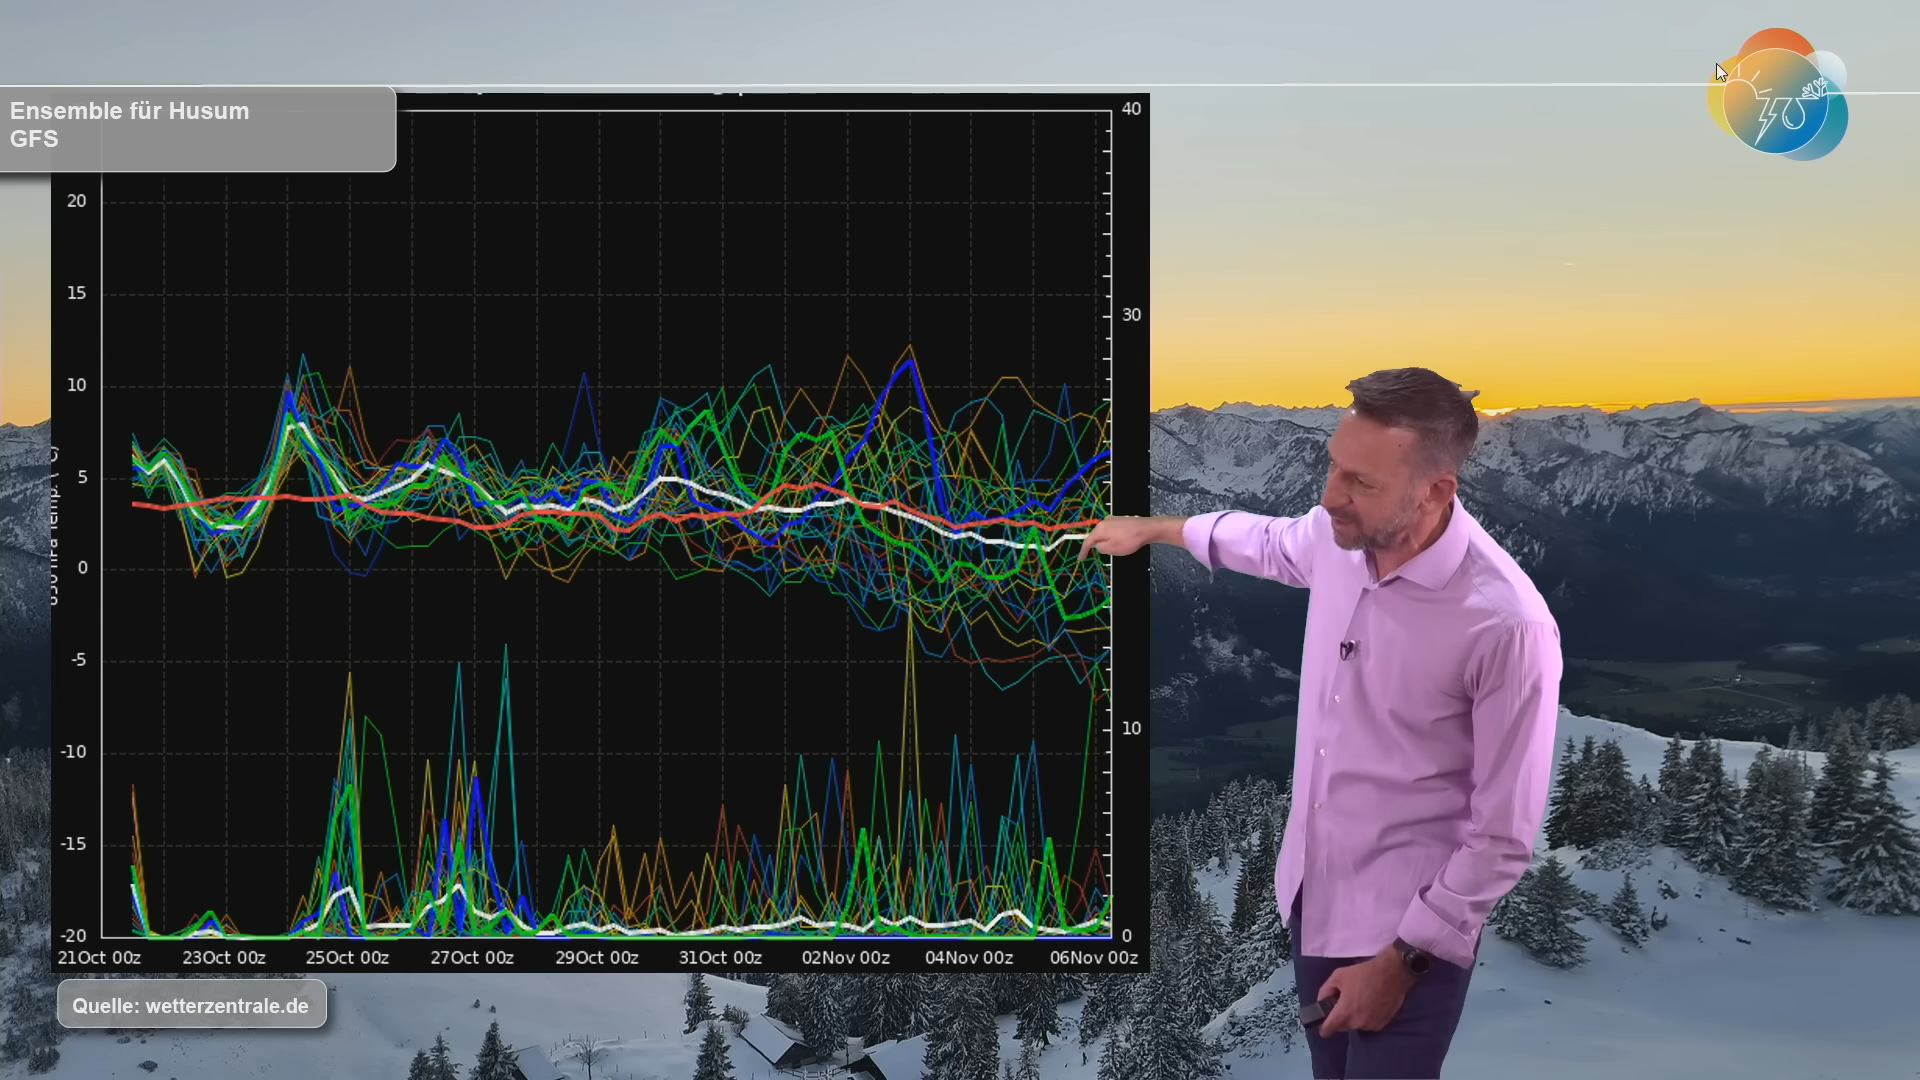 Ensemble für Husum
GFS
40
20
15
30
10
5
0
-5
-10
10
-15
-20
0
21Oct 00z
23Oct 00z
25Oct 00z
27Oct 00z
29Oct 00z
31Oct 00z
02Nov 00z
04Nov 00z
06Nov 00z
Quelle: wetterzentrale.de